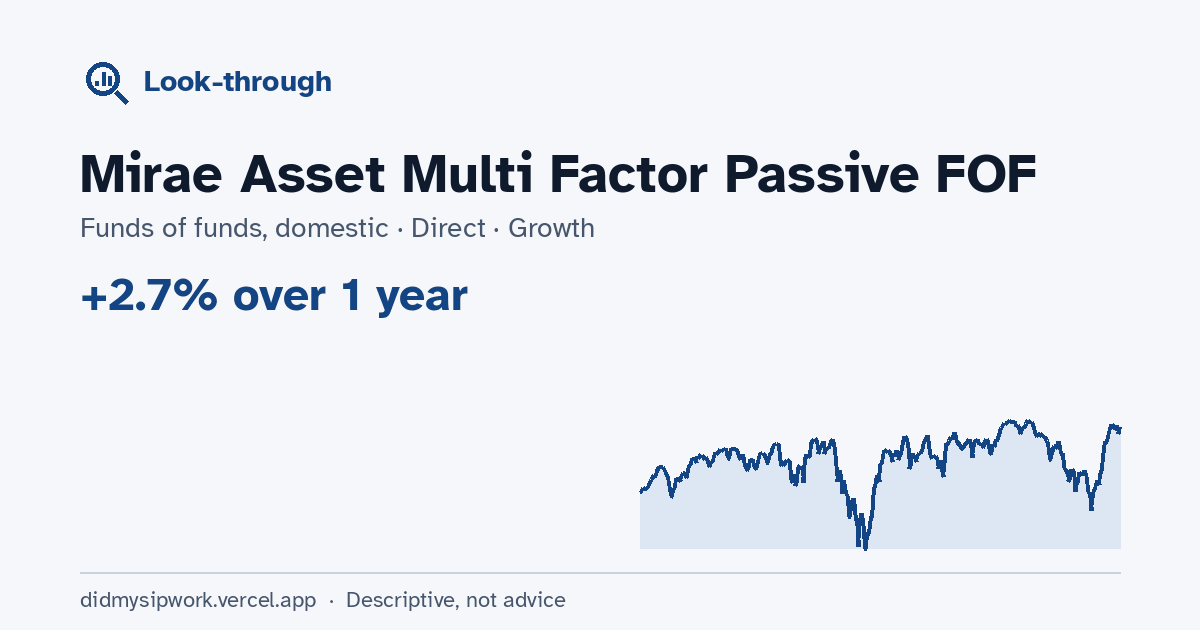 Look-through
Mirae Asset Multi Factor Passive FOF
Funds of funds, domestic · Direct · Growth
+2.7% over 1 year
didmysipwork.vercel.app · Descriptive, not advice